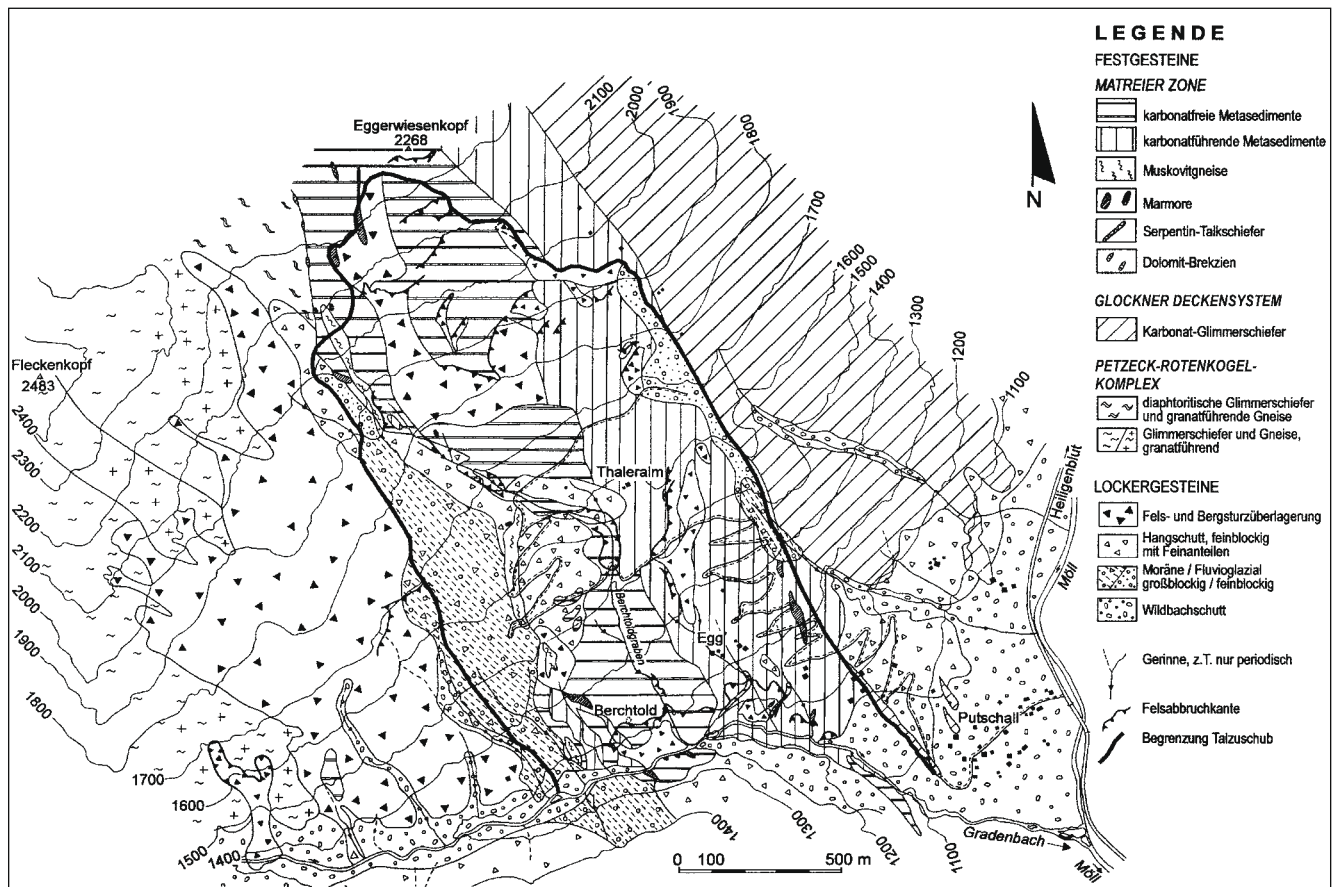 Eggerwiesenkopf
2268
2100
2000
1900
1800
1700
1600
1500
1400
1300
1200
1100
N
Fleckenkopf
2483
2400
2300
2200
2100
2000
1900
1800
1700
1600
1500
1400
Thaleralm
Berchtoldgraben
Egg
Berchtold
Putschall
Heiligenblut
Möll
Gradenbach
Möll
1400
1300
1200
1100
0 100 500 m
LEGENDE
FESTGESTEINE
MATREIER ZONE
karbonatfreie Metasedimente
karbonatführende Metasedimente
Muskovitgneise
Marmore
Serpentin-Talkschiefer
Dolomit-Brekzien
GLOCKNER DECKENSYSTEM
Karbonat-Glimmerschiefer
PETZECK-ROTENKOGEL-
KOMPLEX
diaphtoritische Glimmerschiefer
und granatführende Gneise
Glimmerschiefer und Gneise,
granatführend
LOCKERGESTEINE
Fels- und Bergsturzüberlagerung
Hangschutt, feinblockig
mit Feinanteilen
Moräne / Fluvioglazial
großblockig / feinblockig
Wildbachschutt
Gerinne, z.T. nur periodisch
Felsabbruchkante
Begrenzung Talzuschub